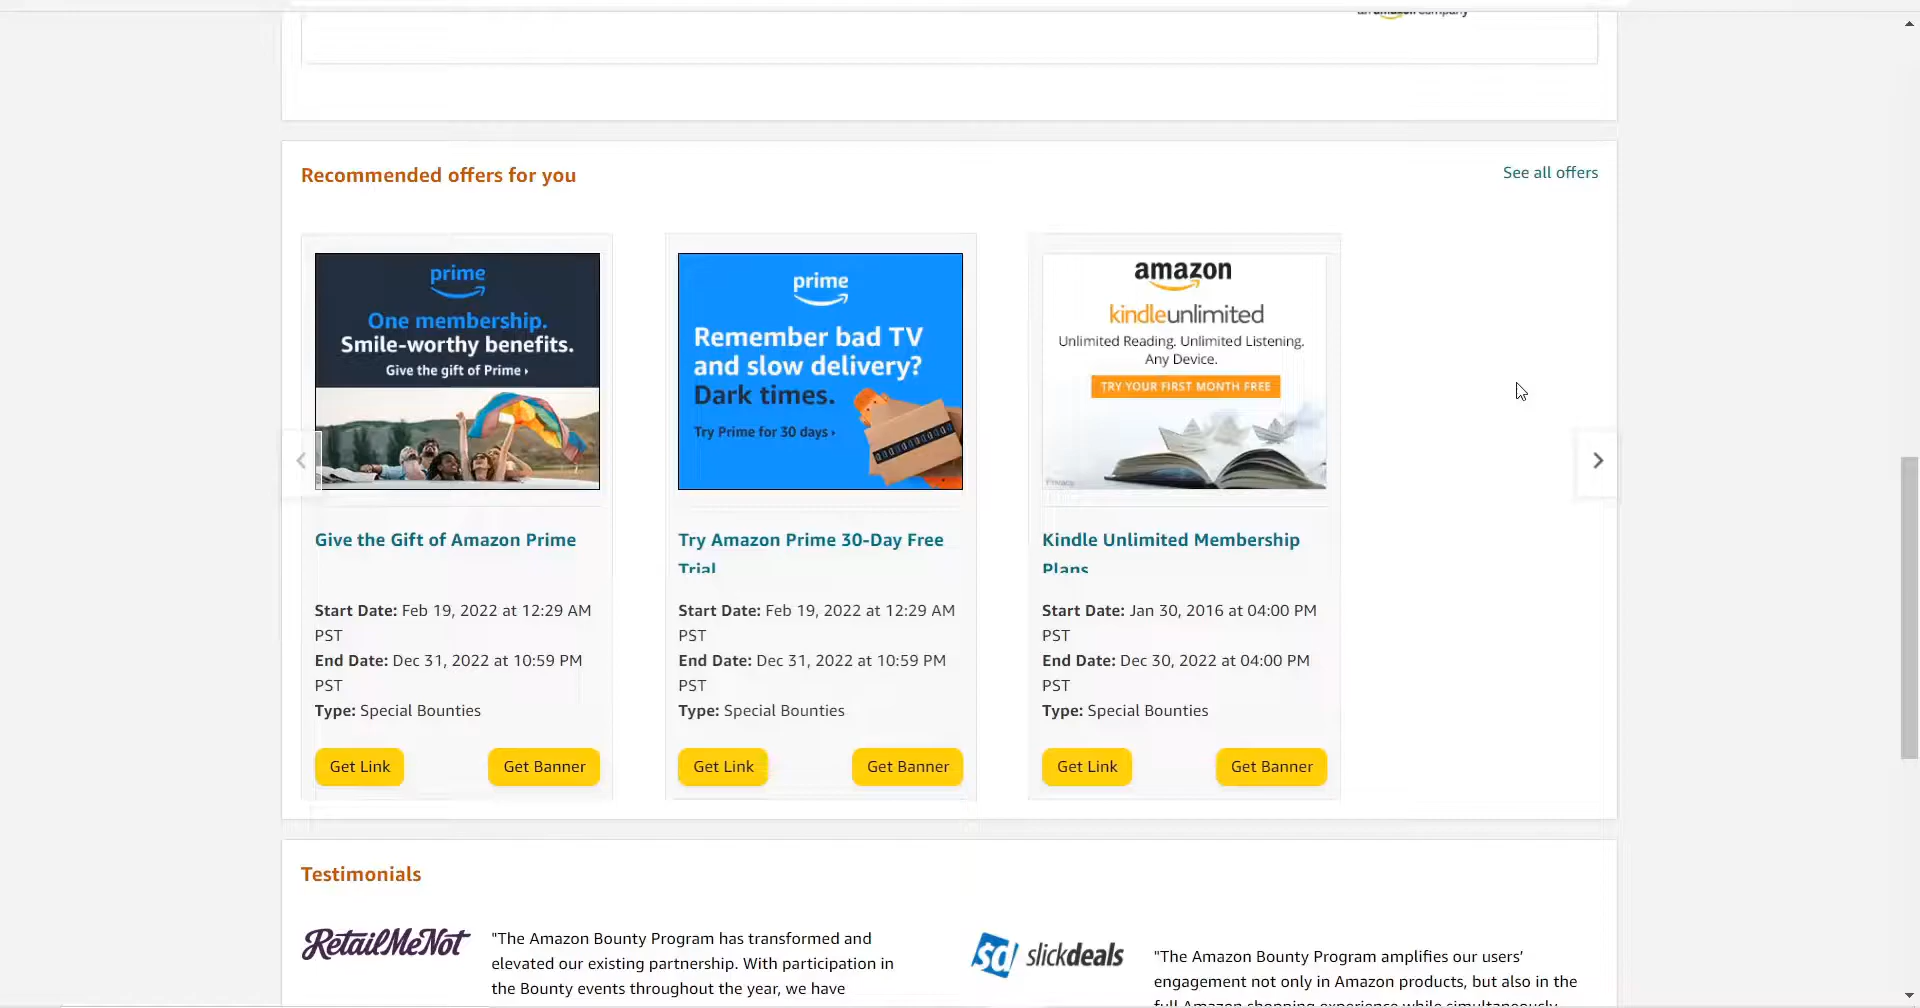 an amazon company
Recommended offers for you
See all offers
prime
One membership.
Smile-worthy benefits.
Give the gift of Prime ›
Give the Gift of Amazon Prime
Start Date: Feb 19, 2022 at 12:29 AM
PST
End Date: Dec 31, 2022 at 10:59 PM
PST
Type: Special Bounties
Get Link
Get Banner
prime
Remember bad TV
and slow delivery?
Dark times.
Try Prime for 30 days ›
Try Amazon Prime 30-Day Free
Trial
Start Date: Feb 19, 2022 at 12:29 AM
PST
End Date: Dec 31, 2022 at 10:59 PM
PST
Type: Special Bounties
Get Link
Get Banner
amazon
kindleunlimited
Unlimited Reading. Unlimited Listening.
Any Device.
TRY YOUR FIRST MONTH FREE
Kindle Unlimited Membership
Plans
Start Date: Jan 30, 2016 at 04:00 PM
PST
End Date: Dec 30, 2022 at 04:00 PM
PST
Type: Special Bounties
Get Link
Get Banner
Testimonials
RetailMeNot
"The Amazon Bounty Program has transformed and
elevated our existing partnership. With participation in
the Bounty events throughout the year, we have
sd slickdeals
"The Amazon Bounty Program amplifies our users'
engagement not only in Amazon products, but also in the
full Amazon shopping experience while simultaneously